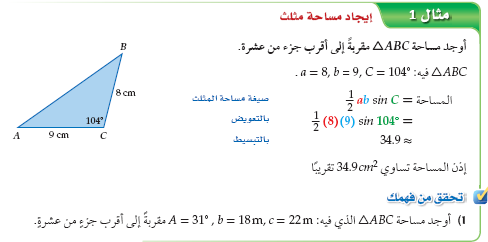 مثال 1 إيجاد مساحة مثلث
أوجد مساحة △ABC مقربةً إلى أقرب جزء من عشرة.
△ABC فيه: a = 8, b = 9, C = 104° .
B
8 cm
104°
A
9 cm
C
صيغة مساحة المثلث المساحة = 1/2 ab sin C
بالتعويض = 1/2 (8)(9) sin 104°
بالتبسيط ≈ 34.9
إذن المساحة تساوي 34.9 cm² تقريبًا
تحقق من فهمك
1) أوجد مساحة △ABC الذي فيه: A = 31° , b = 18 m, c = 22 m مقربةً إلى أقرب جزءٍ من عشرةٍ.